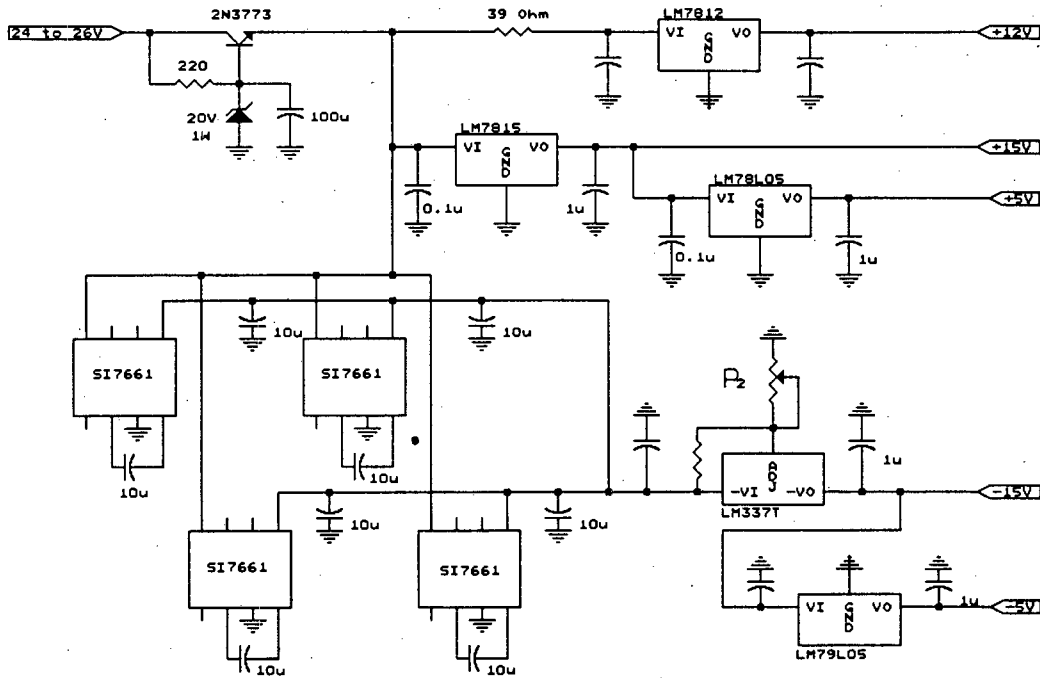 24 to 26V
2N3773
39 Ohm
LM7812
VI
GND
VO
+12V
220
20V
1W
100u
LM7815
VI
GND
VO
+15V
0.1u
1u
LM78L05
VI
GND
VO
+5V
0.1u
1u
10u
10u
SI7661
SI7661
10u
10u
P2
ADJ
-VI
-VO
LM337T
1u
-15V
10u
10u
SI7661
SI7661
10u
10u
VI
GND
VO
LM79L05
1u
-5V